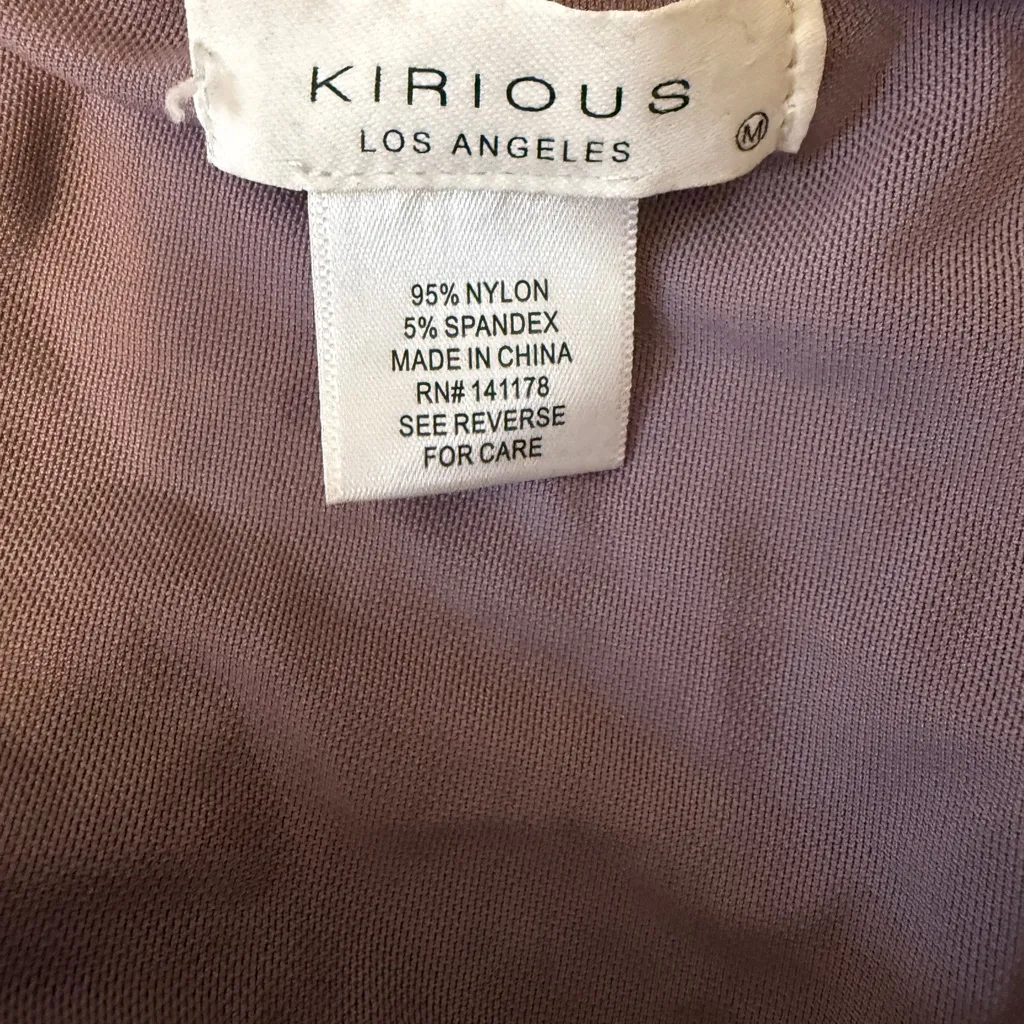 KIRIOUS
LOS ANGELES
M
95% NYLON
5% SPANDEX
MADE IN CHINA
RN# 141178
SEE REVERSE
FOR CARE